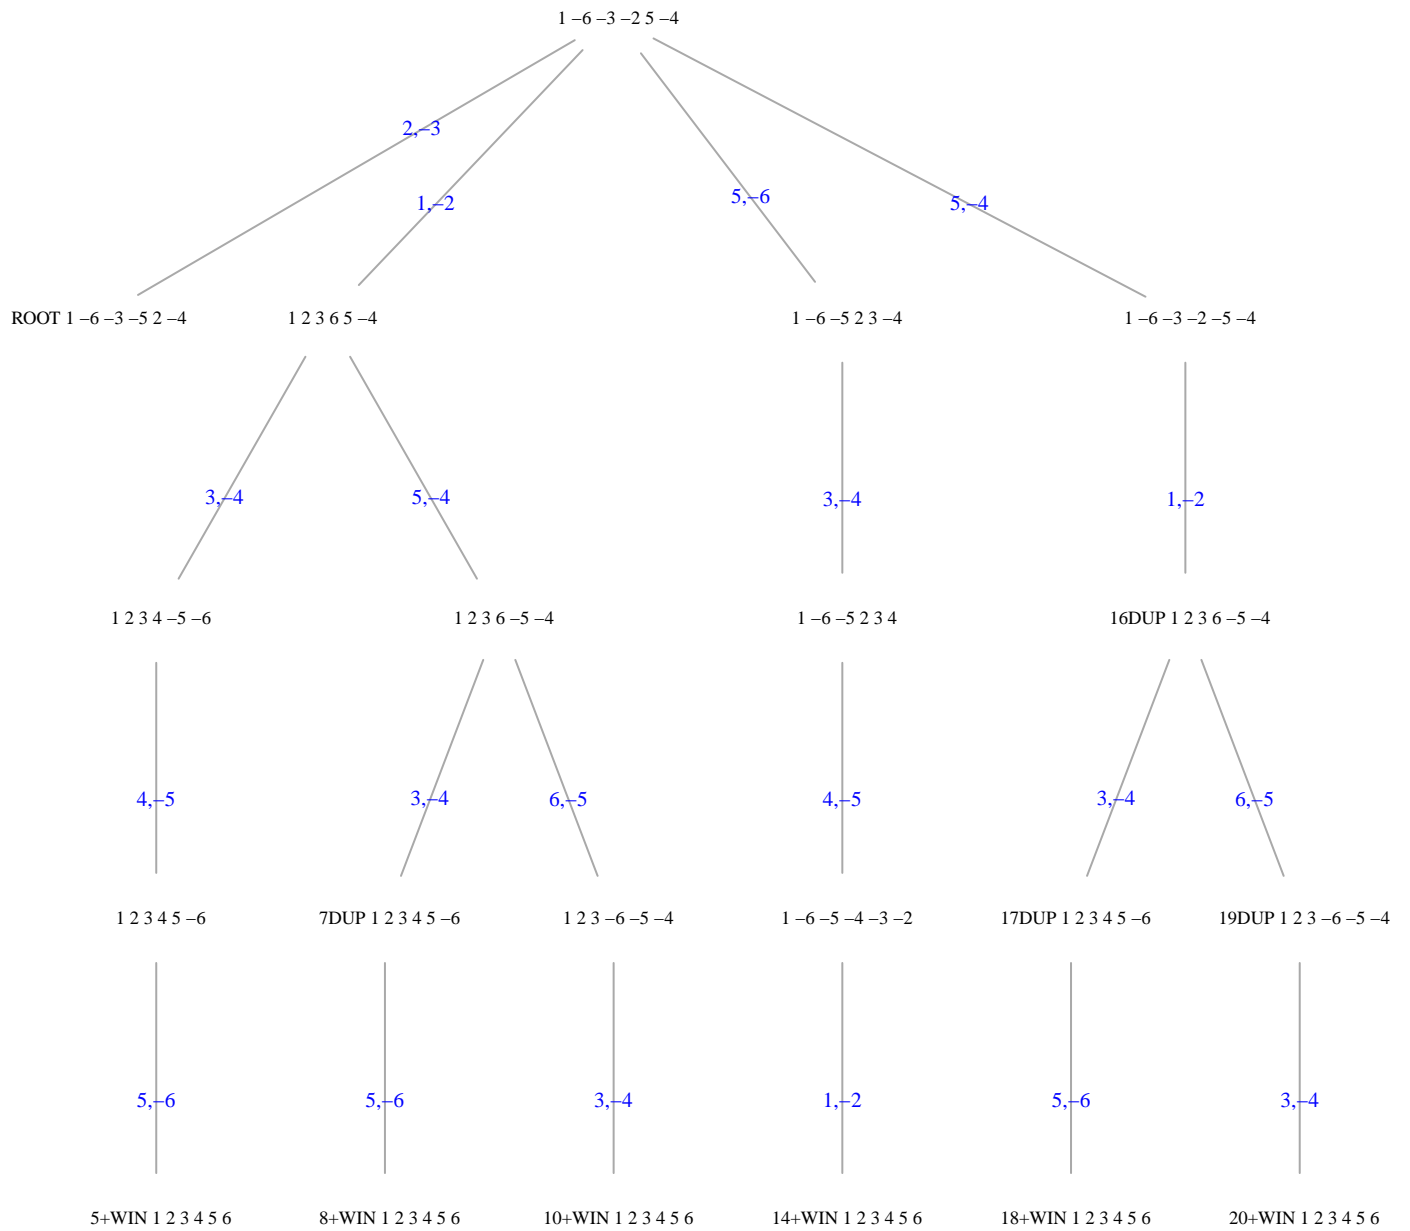 1 –6 –3 –2 5 –4
2,–3
1,–2
5,–6
5,–4
ROOT 1 –6 –3 –5 2 –4
1 2 3 6 5 –4
1 –6 –5 2 3 –4
1 –6 –3 –2 –5 –4
3,–4
5,–4
3,–4
1,–2
1 2 3 4 –5 –6
1 2 3 6 –5 –4
1 –6 –5 2 3 4
16DUP 1 2 3 6 –5 –4
4,–5
3,–4
6,–5
4,–5
3,–4
6,–5
1 2 3 4 5 –6
7DUP 1 2 3 4 5 –6
1 2 3 –6 –5 –4
1 –6 –5 –4 –3 –2
17DUP 1 2 3 4 5 –6
19DUP 1 2 3 –6 –5 –4
5,–6
5,–6
3,–4
1,–2
5,–6
3,–4
5+WIN 1 2 3 4 5 6
8+WIN 1 2 3 4 5 6
10+WIN 1 2 3 4 5 6
14+WIN 1 2 3 4 5 6
18+WIN 1 2 3 4 5 6
20+WIN 1 2 3 4 5 6